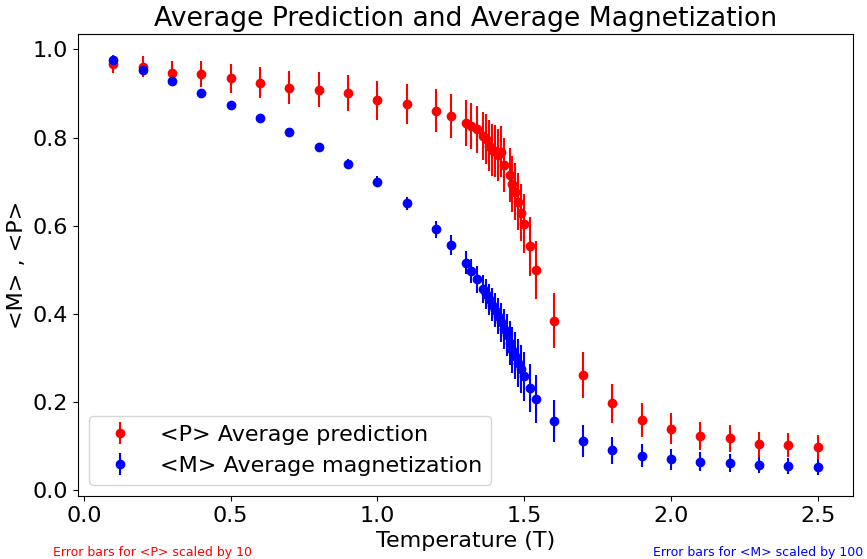 Average Prediction and Average Magnetization
1.0
0.8
0.6
0.4
0.2
0.0
<M> , <P>
<P> Average prediction
<M> Average magnetization
0.0 0.5 1.0 1.5 2.0 2.5
Temperature (T)
Error bars for <P> scaled by 10
Error bars for <M> scaled by 100